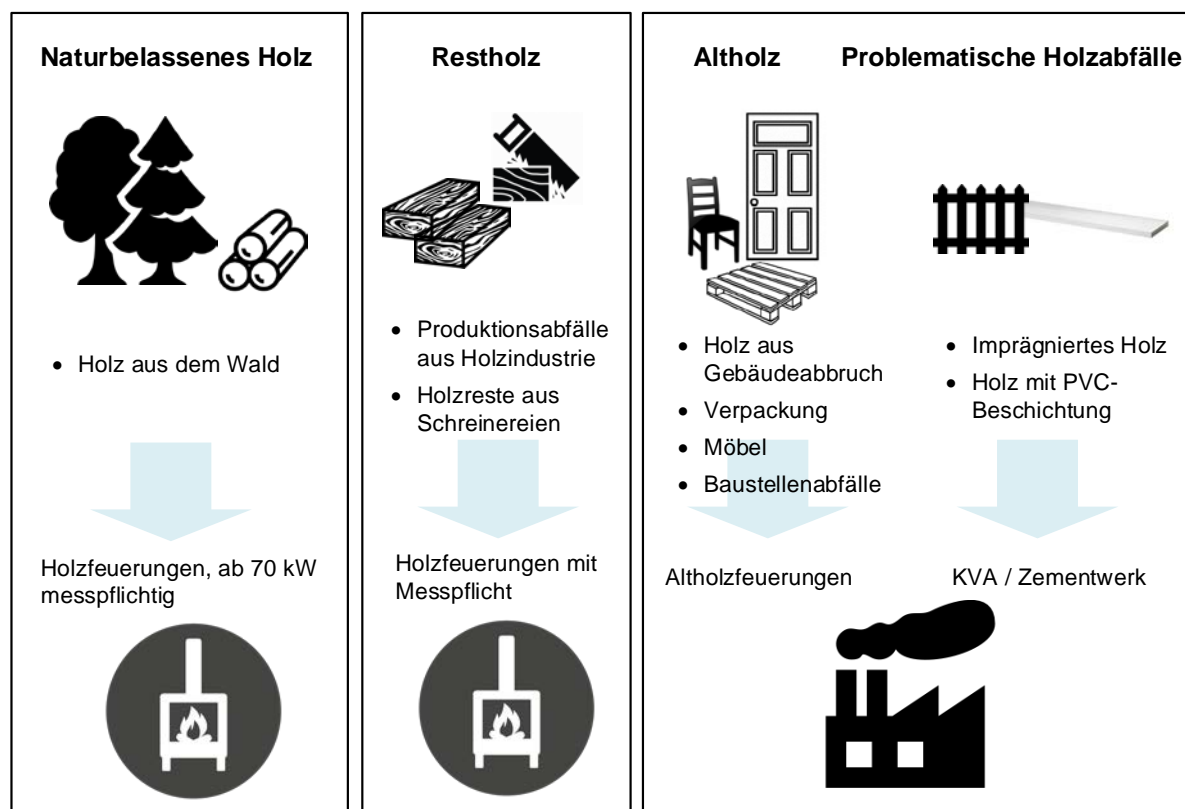 Naturbelassenes Holz
• Holz aus dem Wald
Holzfeuerungen, ab 70 kW
messpflichtig
Restholz
• Produktionsabfälle
aus Holzindustrie
• Holzreste aus
Schreinereien
Holzfeuerungen mit
Messpflicht
Altholz
• Holz aus
Gebäudeabbruch
• Verpackung
• Möbel
• Baustellenabfälle
Altholzfeuerungen
Problematische Holzabfälle
• Imprägniertes Holz
• Holz mit PVC-
Beschichtung
KVA / Zementwerk